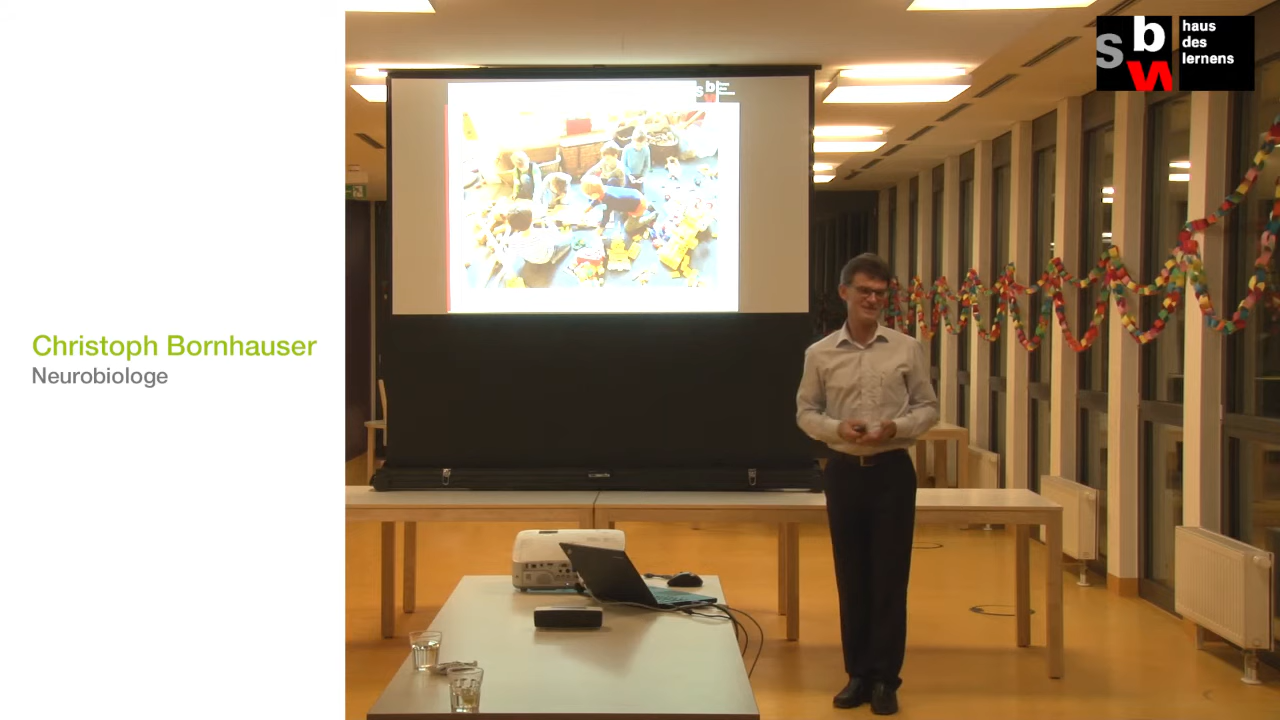 Christoph Bornhauser
Neurobiologe
sbw
haus
des
lernens